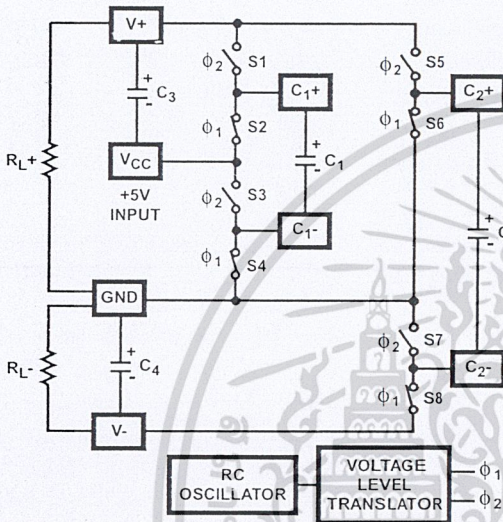 V+
S1
ϕ2
S5
ϕ2
+
C3
-
C1+
C2+
ϕ1
S2
ϕ1
S6
RL+
VCC
+
C1
-
+5V
INPUT
S3
ϕ2
+
C
-
C1-
ϕ1
S4
GND
S7
ϕ2
RL-
+
C4
-
C2-
ϕ1
S8
V-
RC
OSCILLATOR
VOLTAGE
LEVEL
TRANSLATOR
ϕ1
ϕ2